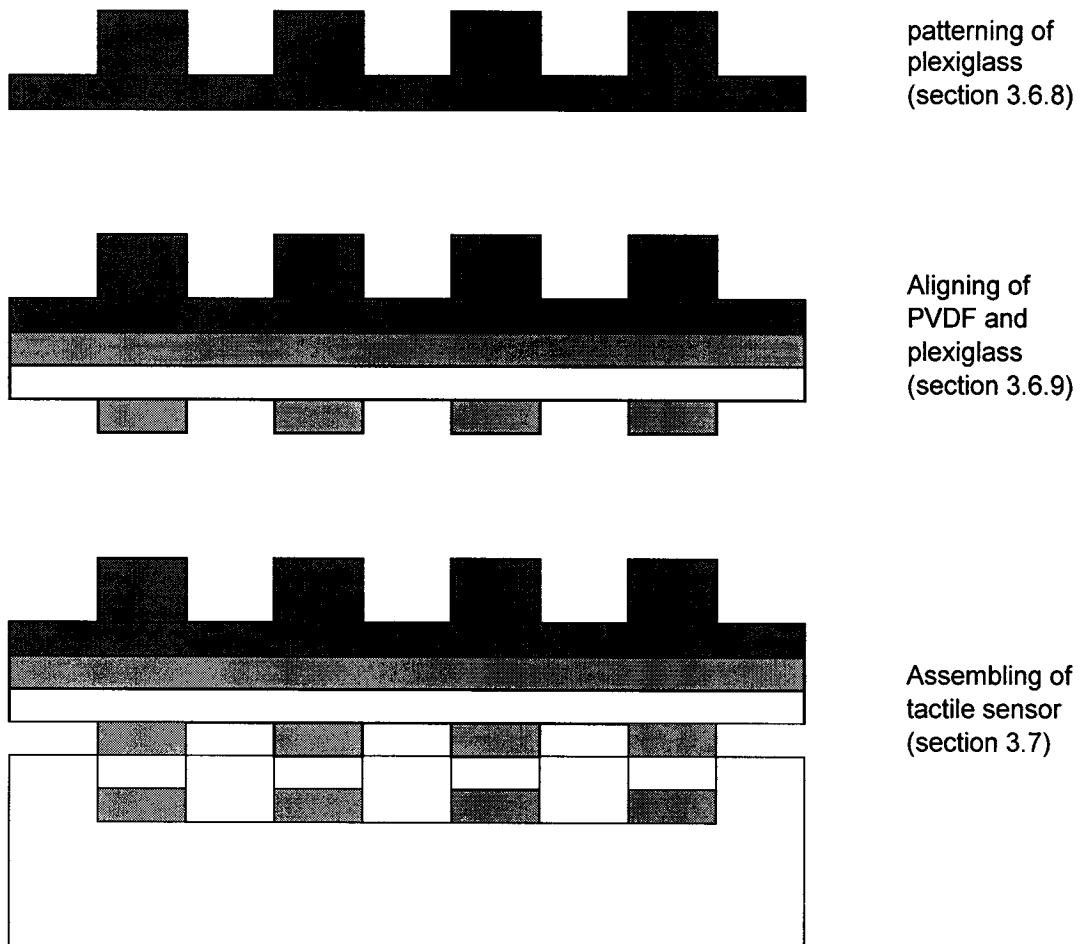 patterning of
plexiglass
(section 3.6.8)
Aligning of
PVDF and
plexiglass
(section 3.6.9)
Assembling of
tactile sensor
(section 3.7)